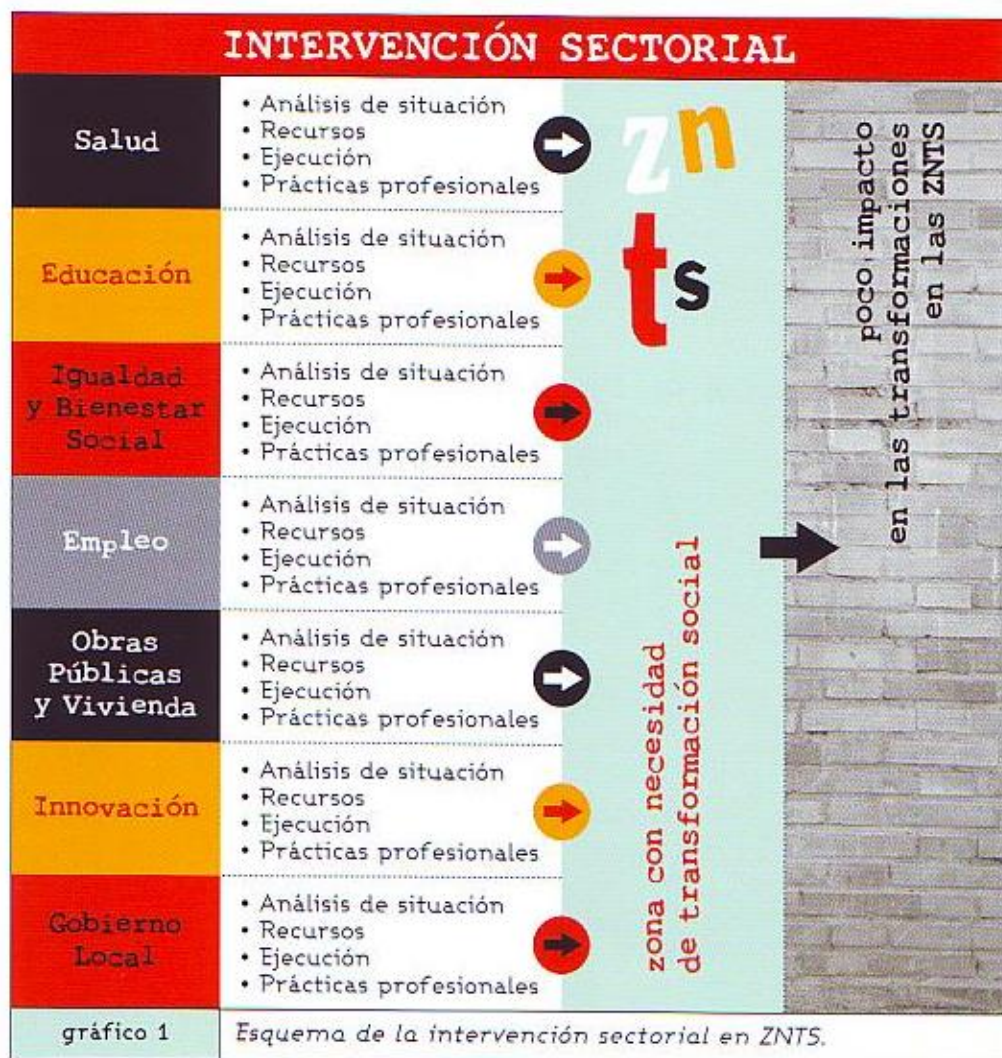 INTERVENCIÓN SECTORIAL
Salud
• Análisis de situación
• Recursos
• Ejecución
• Prácticas profesionales
Educación
• Análisis de situación
• Recursos
• Ejecución
• Prácticas profesionales
Igualdad
y Bienestar
Social
• Análisis de situación
• Recursos
• Ejecución
• Prácticas profesionales
Empleo
• Análisis de situación
• Recursos
• Ejecución
• Prácticas profesionales
Obras
Públicas
y Vivienda
• Análisis de situación
• Recursos
• Ejecución
• Prácticas profesionales
Innovación
• Análisis de situación
• Recursos
• Ejecución
• Prácticas profesionales
Gobierno
Local
• Análisis de situación
• Recursos
• Ejecución
• Prácticas profesionales
zn
ts
zona con necesidad
de transformación social
poco impacto
en las transformaciones
en las ZNTS
gráfico 1
Esquema de la intervención sectorial en ZNTS.